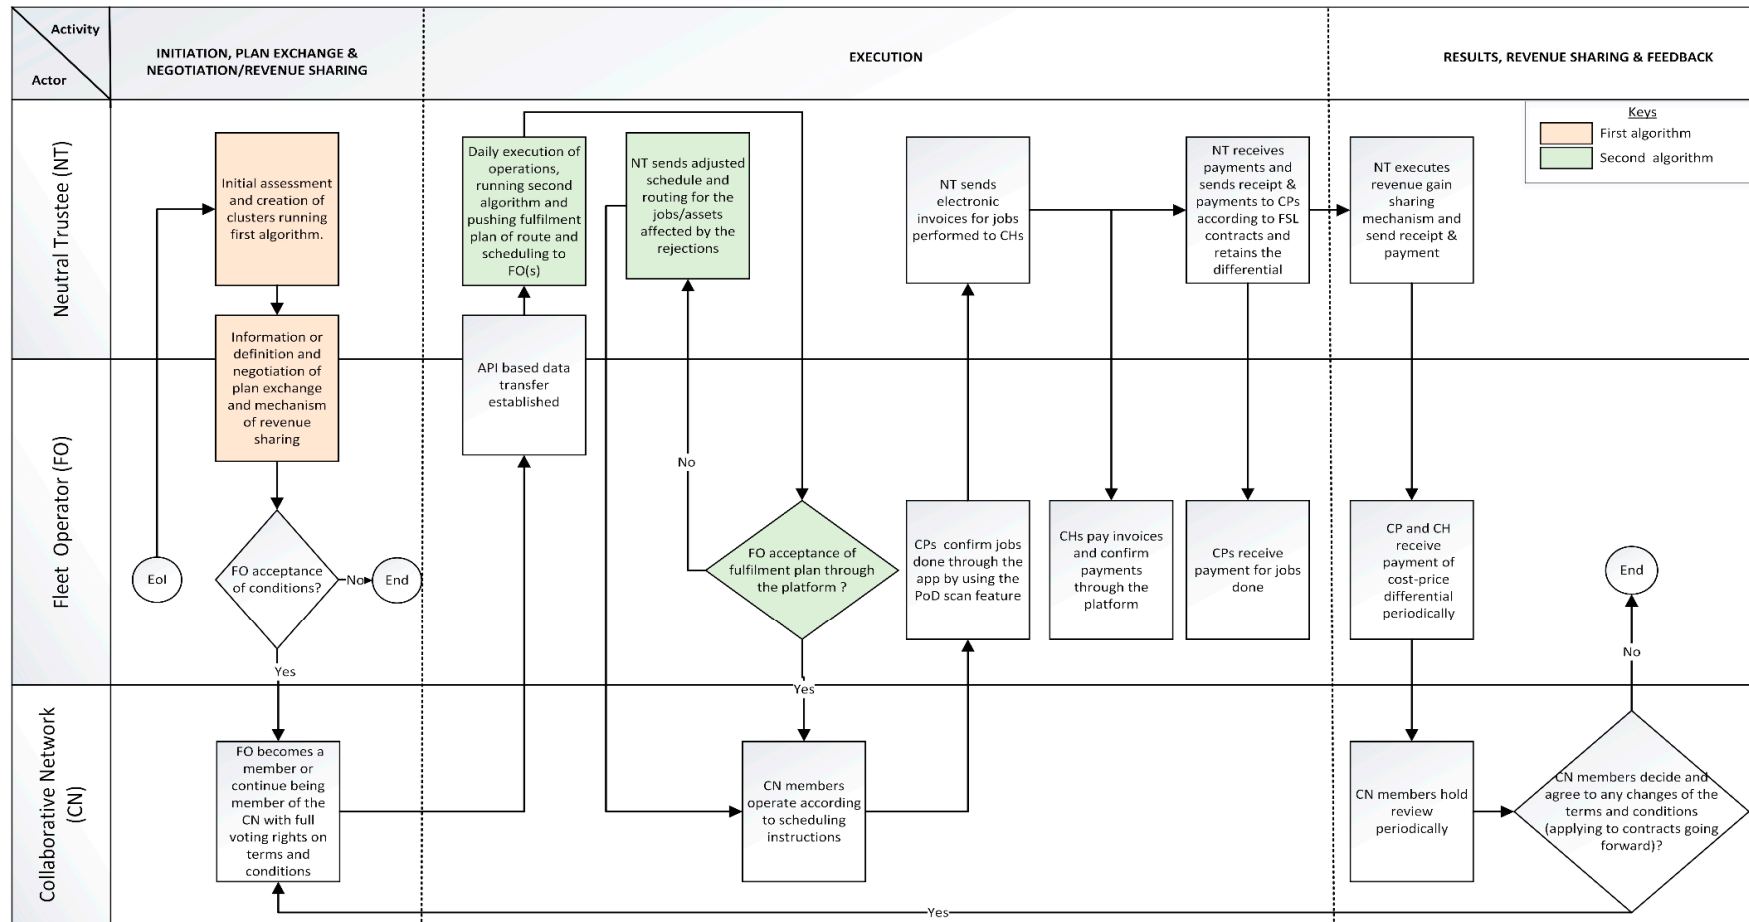 Activity
Actor
INITIATION, PLAN EXCHANGE &
NEGOTIATION/REVENUE SHARING
EXECUTION
RESULTS, REVENUE SHARING & FEEDBACK
Neutral Trustee (NT)
Initial assessment
and creation of
clusters running
first algorithm.
Daily execution of
operations,
running second
algorithm and
pushing fulfilment
plan of route and
scheduling to
FO(s)
NT sends adjusted
schedule and
routing for the
jobs/assets
affected by the
rejections
NT sends
electronic
invoices for jobs
performed to CHs
NT receives
payments and
sends receipt &
payments to CPs
according to FSL
contracts and
retains the
differential
NT executes
revenue gain
sharing
mechanism and
send receipt &
payment
Keys
First algorithm
Second algorithm
Information or
definition and
negotiation of
plan exchange
and mechanism
of revenue
sharing
API based data
transfer
established
Fleet Operator (FO)
EoI
FO acceptance
of conditions?
No
End
Yes
No
FO acceptance of
fulfilment plan through
the platform ?
Yes
CPs confirm jobs
done through the
app by using the
PoD scan feature
CHs pay invoices
and confirm
payments
through the
platform
CPs receive
payment for jobs
done
CP and CH
receive
payment of
cost-price
differential
periodically
End
No
Collaborative Network
(CN)
FO becomes a
member or
continue being
member of the
CN with full
voting rights on
terms and
conditions
CN members
operate according
to scheduling
instructions
CN members hold
review
periodically
CN members decide and
agree to any changes of the
terms and conditions
(applying to contracts going
forward)?
Yes